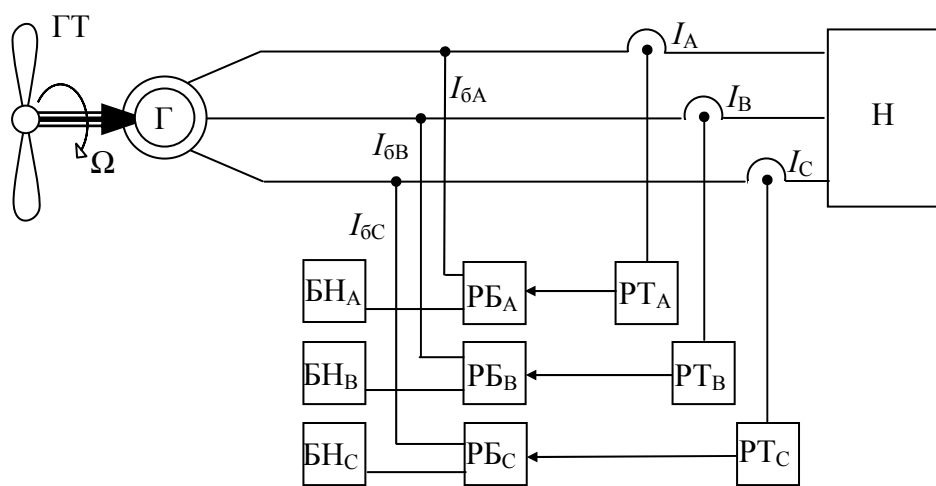 ГТ
Ω
Г
I_A
I_B
I_C
Н
I_бA
I_бB
I_бC
БН_A
РБ_A
РТ_A
БН_B
РБ_B
РТ_B
БН_C
РБ_C
РТ_C